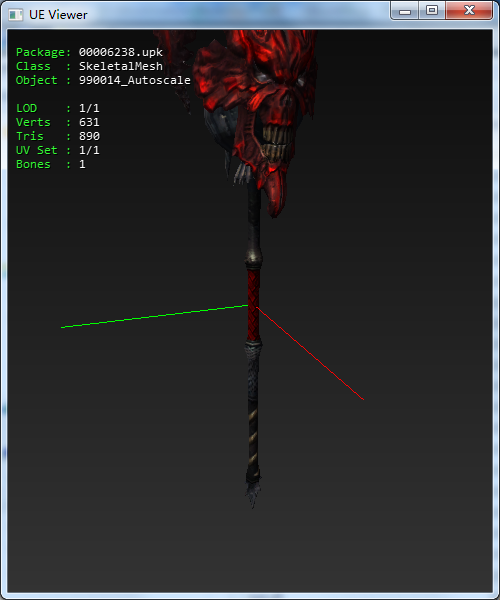 UE Viewer
Package: 00006238.upk
Class : SkeletalMesh
Object : 990014_Autoscale
LOD : 1/1
Verts : 631
Tris : 890
UV Set : 1/1
Bones : 1